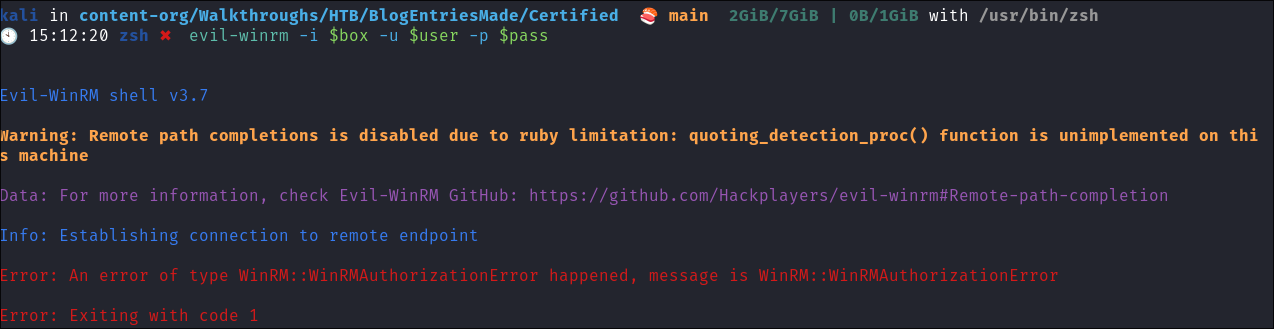 kali in content-org/Walkthroughs/HTB/BlogEntriesMade/Certified 🍣 main 2GiB/7GiB | 0B/1GiB with /usr/bin/zsh
🕙 15:12:20 zsh ✖ evil-winrm -i $box -u $user -p $pass
Evil-WinRM shell v3.7
Warning: Remote path completions is disabled due to ruby limitation: quoting_detection_proc() function is unimplemented on thi
s machine
Data: For more information, check Evil-WinRM GitHub: https://github.com/Hackplayers/evil-winrm#Remote-path-completion
Info: Establishing connection to remote endpoint
Error: An error of type WinRM::WinRMAuthorizationError happened, message is WinRM::WinRMAuthorizationError
Error: Exiting with code 1